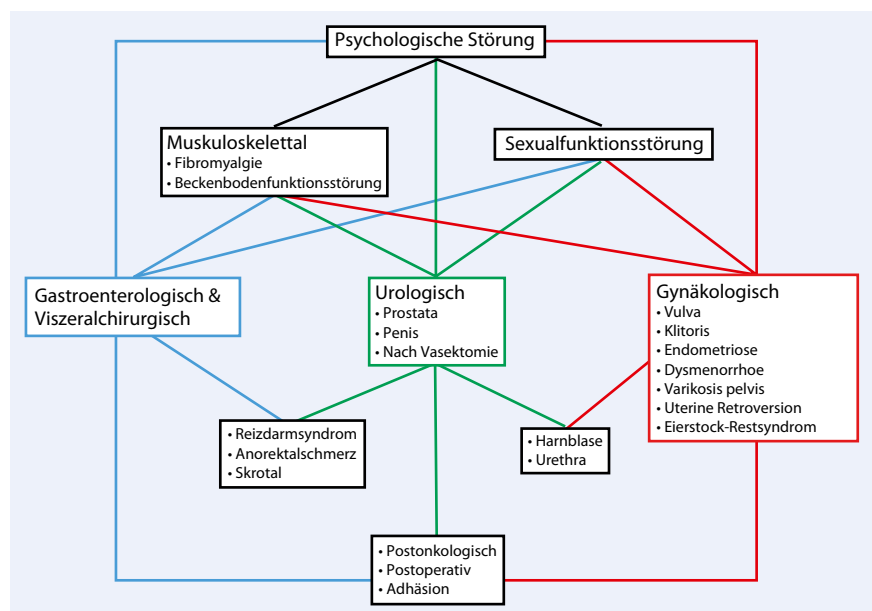 Psychologische Störung
Muskuloskelettal
• Fibromyalgie
• Beckenbodenfunktionsstörung
Sexualfunktionsstörung
Gastroenterologisch &
Viszeralchirurgisch
Urologisch
• Prostata
• Penis
• Nach Vasektomie
Gynäkologisch
• Vulva
• Klitoris
• Endometriose
• Dysmenorrhoe
• Varikosis pelvis
• Uterine Retroversion
• Eierstock-Restsyndrom
• Reizdarmsyndrom
• Anorektalschmerz
• Skrotal
• Harnblase
• Urethra
• Postonkologisch
• Postoperativ
• Adhäsion